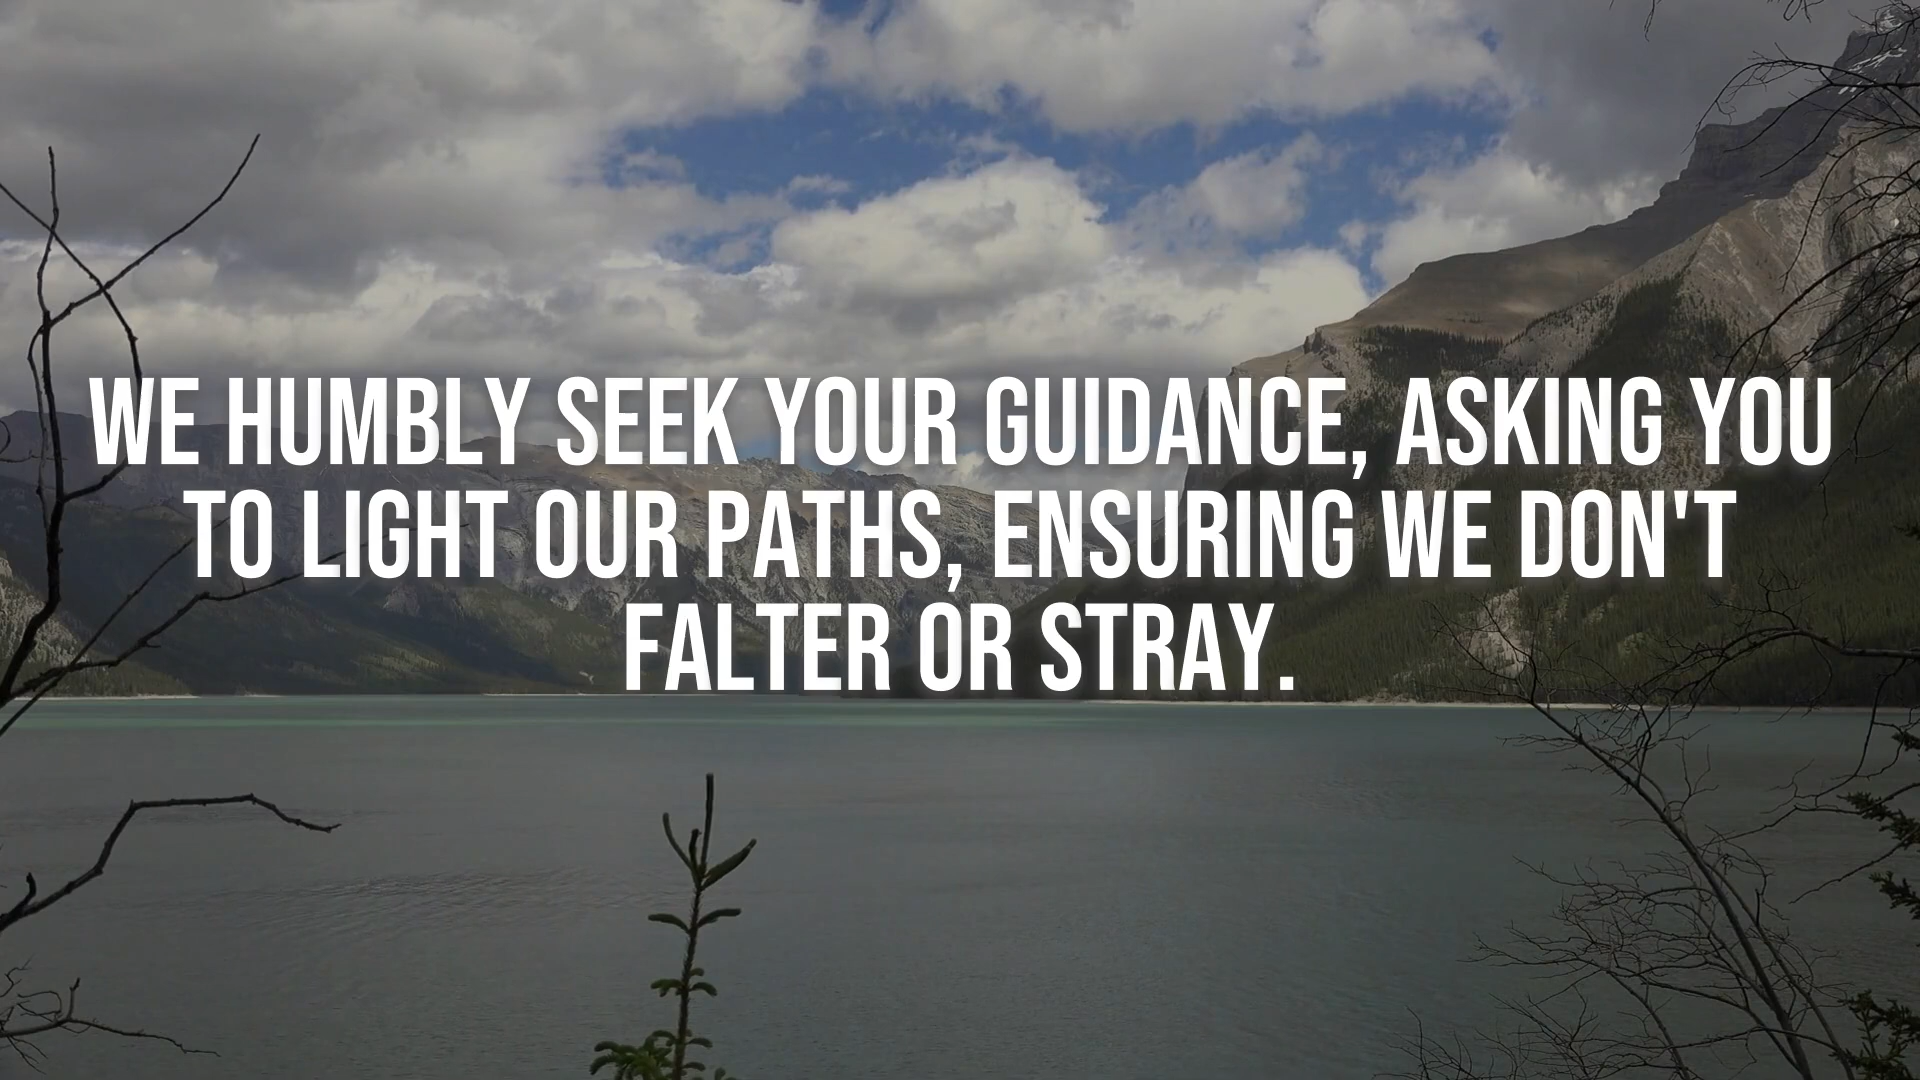 WE HUMBLY SEEK YOUR GUIDANCE, ASKING YOU
TO LIGHT OUR PATHS, ENSURING WE DON'T
FALTER OR STRAY.